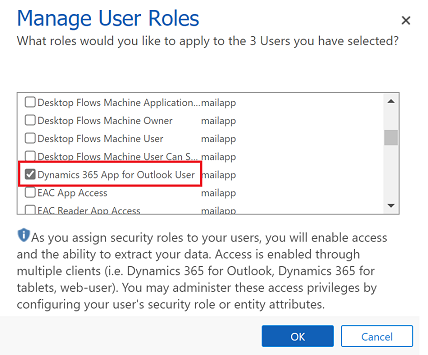 Manage User Roles
What roles would you like to apply to the 3 Users you have selected?
Desktop Flows Machine Application... mailapp
Desktop Flows Machine Owner mailapp
Desktop Flows Machine User mailapp
Desktop Flows Machine User Can S... mailapp
Dynamics 365 App for Outlook User mailapp
EAC App Access mailapp
EAC Reader App Access mailapp
As you assign security roles to your users, you will enable access
and the ability to extract your data. Access is enabled through
multiple clients (i.e. Dynamics 365 for Outlook, Dynamics 365 for
tablets, web-user). You may administer these access privileges by
configuring your user's security role or entity attributes.
OK
Cancel